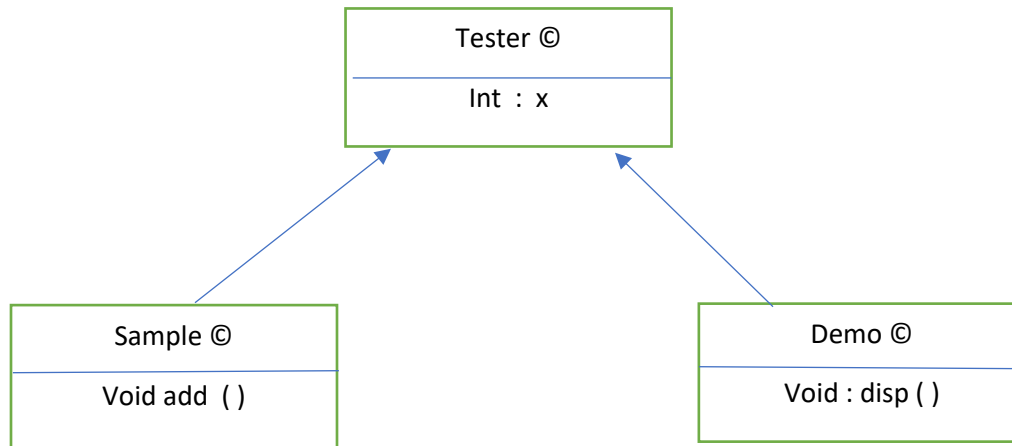 Tester ©
Int : x
Sample ©
Void add ( )
Demo ©
Void : disp ( )